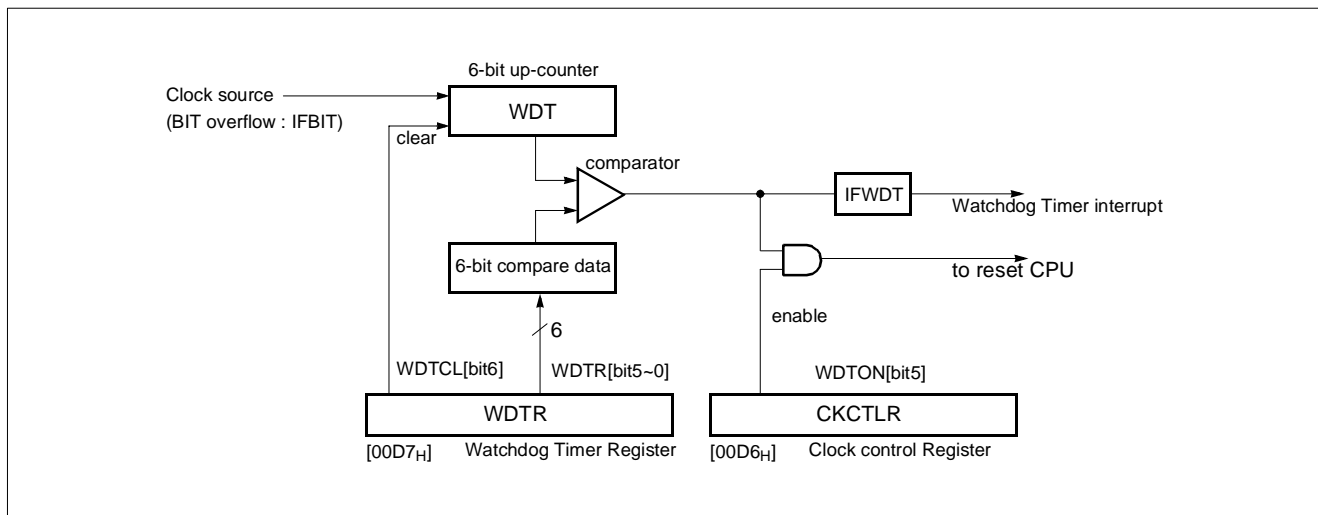 6-bit up-counter
Clock source
(BIT overflow : IFBIT)
WDT
clear
comparator
IFWDT
Watchdog Timer interrupt
6-bit compare data
to reset CPU
enable
6
WDTCL[bit6]
WDTR[bit5~0]
WDTON[bit5]
WDTR
CKCTLR
[00D7H]
Watchdog Timer Register
[00D6H]
Clock control Register